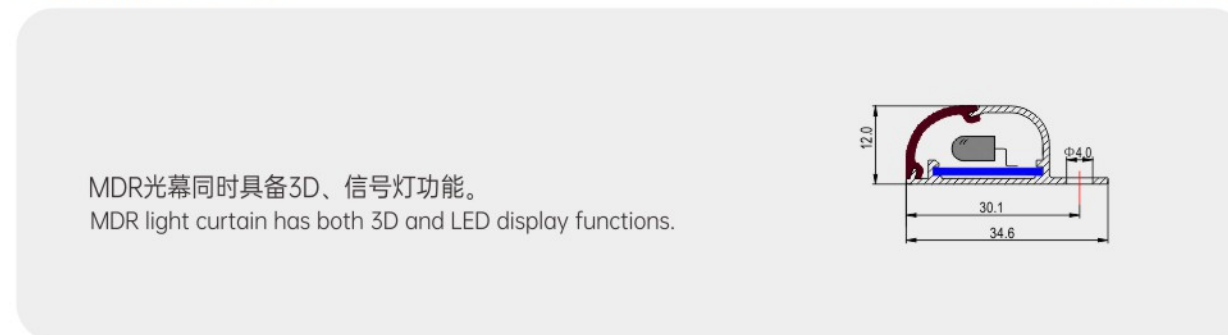 MDR光幕同时具备3D、信号灯功能。
MDR light curtain has both 3D and LED display functions.
12.0
Φ4.0
30.1
34.6